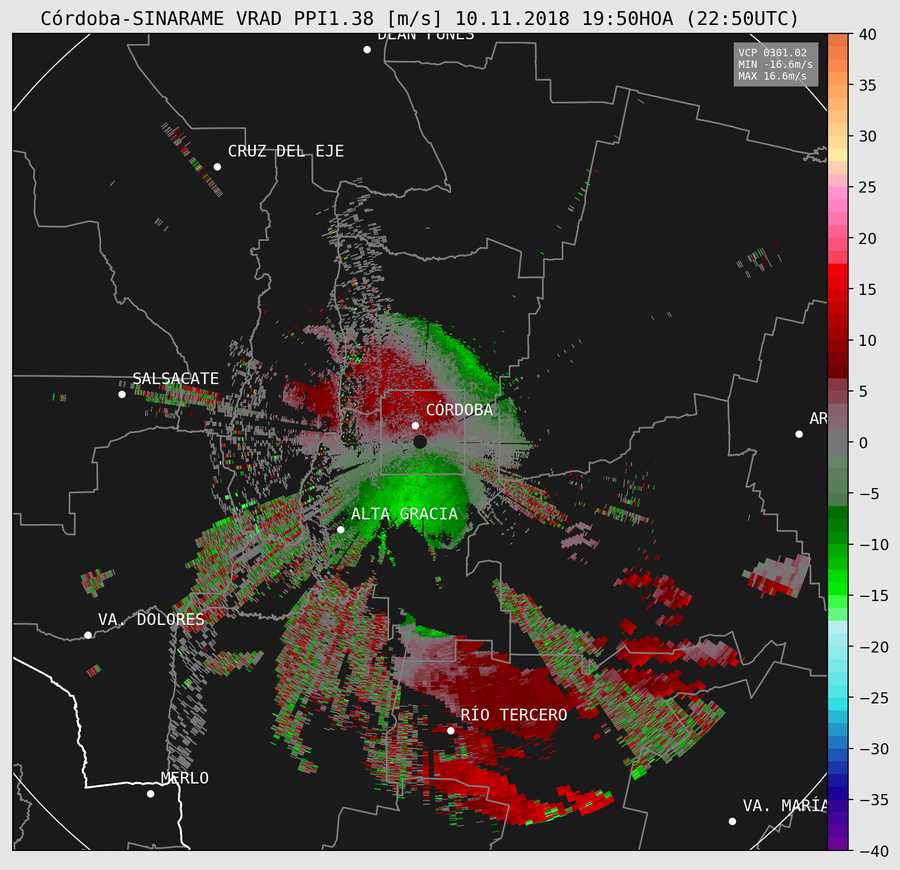 Córdoba-SINARAME VRAD PPI1.38 [m/s] 10.11.2018 19:50HOA (22:50UTC)
DEÁN FUNES
VCP 0301.02
MIN -16.6m/s
MAX 16.6m/s
CRUZ DEL EJE
SALSACATE
CÓRDOBA
AR
ALTA GRACIA
VA. DOLORES
RÍO TERCERO
MERLO
VA. MARÍA
40
35
30
25
20
15
10
5
0
−5
−10
−15
−20
−25
−30
−35
−40